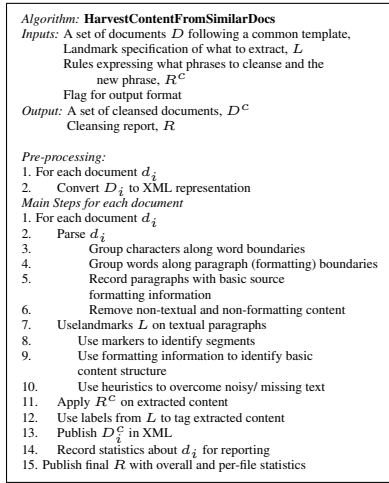 Algorithm: HarvestContentFromSimilarDocs
Inputs: A set of documents D following a common template,
Landmark specification of what to extract, L
Rules expressing what phrases to cleanse and the
new phrase, R^c
Flag for output format
Output: A set of cleansed documents, D^c
Cleansing report, R
Pre-processing:
1. For each document d_i
2. Convert D_i to XML representation
Main Steps for each document
1. For each document d_i
2. Parse d_i
3. Group characters along word boundaries
4. Group words along paragraph (formatting) boundaries
5. Record paragraphs with basic source
formatting information
6. Remove non-textual and non-formatting content
7. Uselandmarks L on textual paragraphs
8. Use markers to identify segments
9. Use formatting information to identify basic
content structure
10. Use heuristics to overcome noisy/ missing text
11. Apply R^c on extracted content
12. Use labels from L to tag extracted content
13. Publish D_i^c in XML
14. Record statistics about d_i for reporting
15. Publish final R with overall and per-file statistics